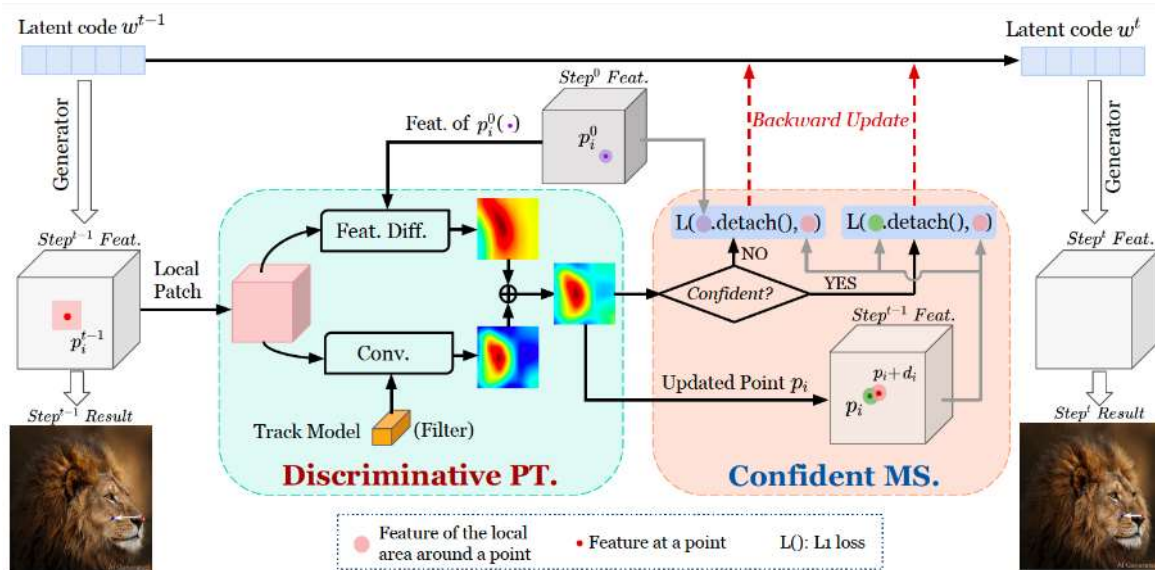 Latent code w^{t-1}
Latent code w^t
Step^0 Feat.
Generator
Feat. of p_i^0(·)
p_i^0
Backward Update
Generator
L( .detach(), )
L( .detach(), )
Step^{t-1} Feat.
Feat. Diff.
NO
Step^t Feat.
Local
Patch
Confident?
YES
p_i^{t-1}
Step^{t-1} Feat.
Conv.
Updated Point p_i
p_i+d_i
p_i
Step^{t-1} Result
Track Model
(Filter)
Step^t Result
Discriminative PT.
Confident MS.
Feature of the local
area around a point
Feature at a point
L(): L1 loss